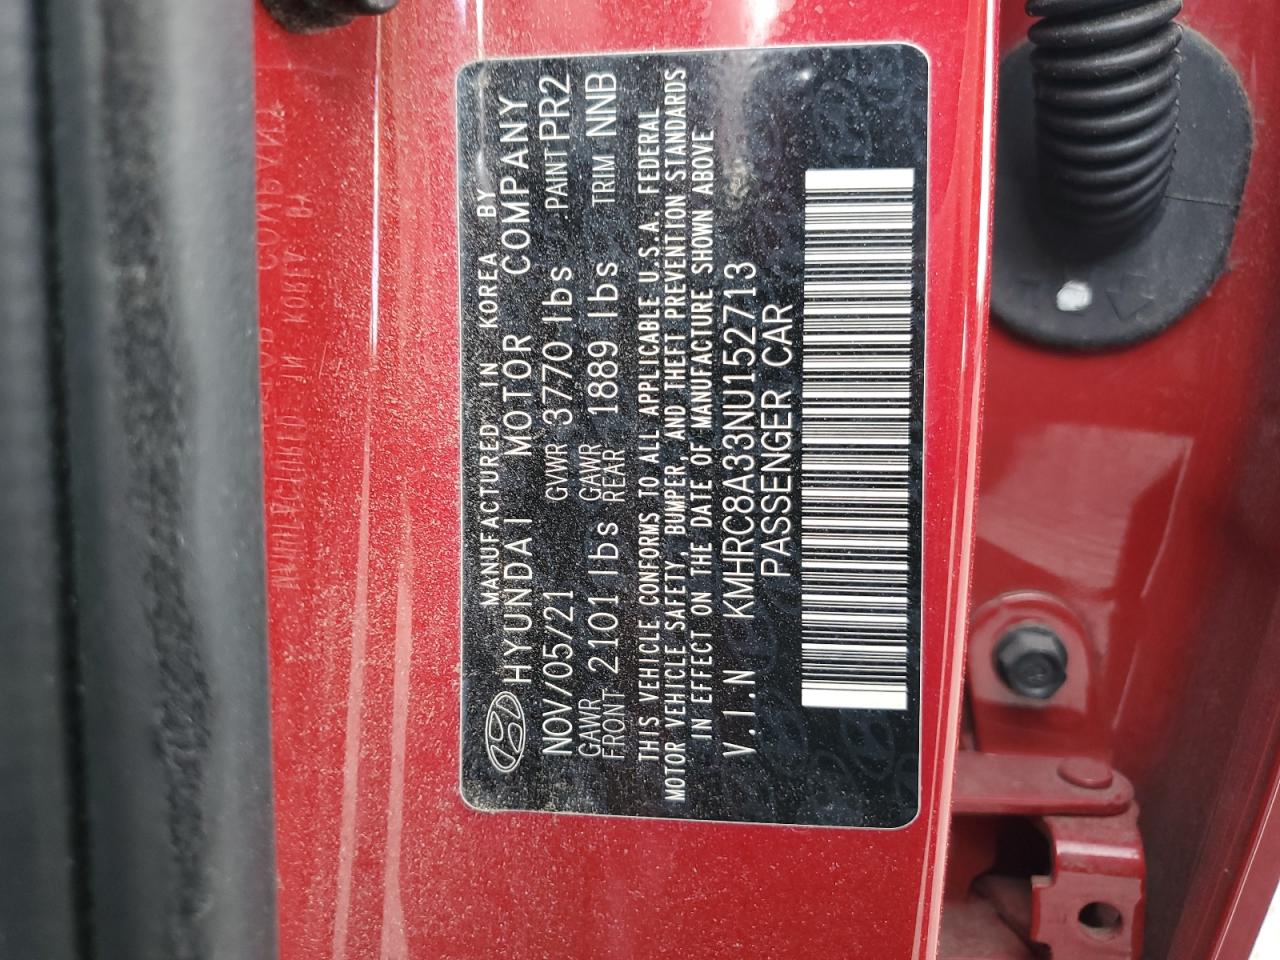 MANUFACTURED IN KOREA BY
HYUNDAI MOTOR COMPANY
NOV/05/21 GVWR 3770 lbs PAINT PR2
GAWR FRONT 2101 lbs GAWR REAR 1889 lbs TRIM NNB
THIS VEHICLE CONFORMS TO ALL APPLICABLE U.S.A. FEDERAL
MOTOR VEHICLE SAFETY, BUMPER, AND THEFT PREVENTION STANDARDS
IN EFFECT ON THE DATE OF MANUFACTURE SHOWN ABOVE
V.I.N KMHRC8A33NU152713
PASSENGER CAR